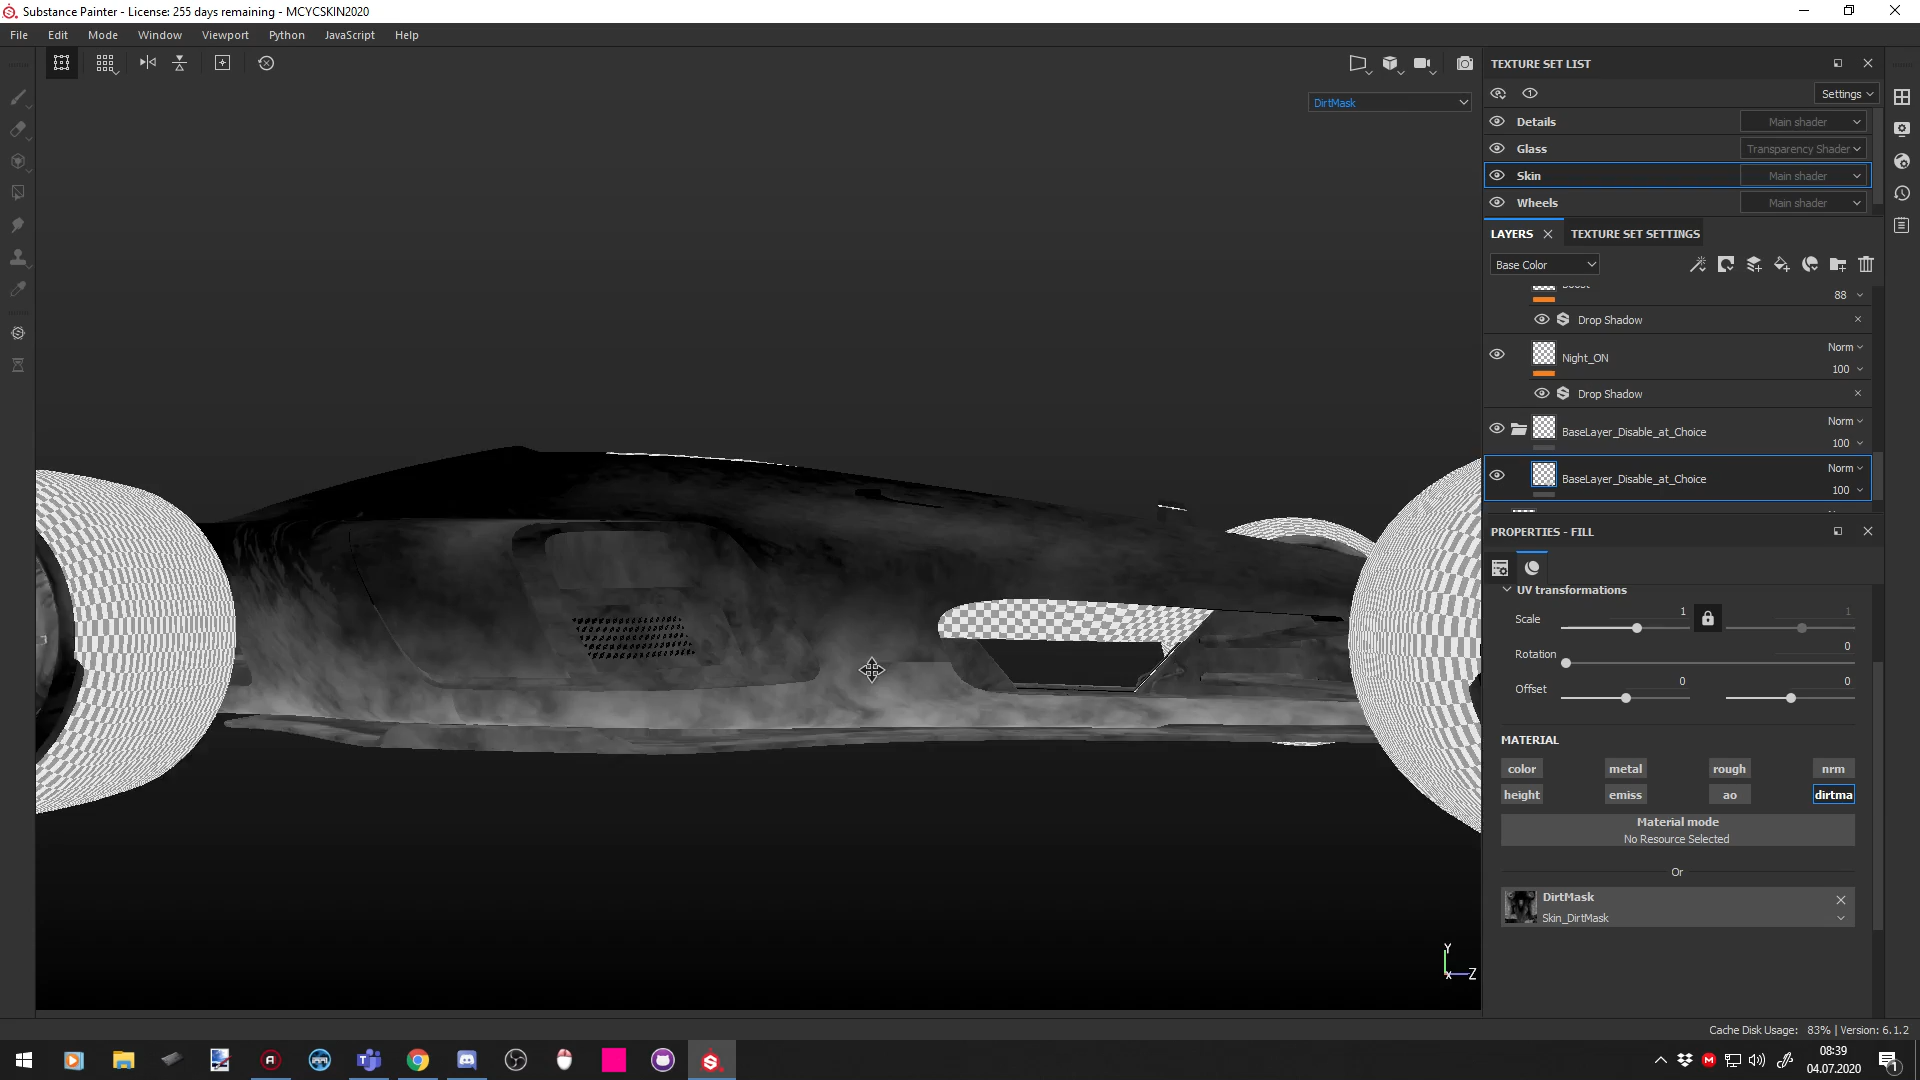 Substance Painter - License: 255 days remaining - MCYCSKIN2020
File Edit Mode Window Viewport Python JavaScript Help
DirtMask
TEXTURE SET LIST
Settings
Details Main shader
Glass Transparency Shader
Skin Main shader
Wheels Main shader
LAYERS TEXTURE SET SETTINGS
Base Color
88
Drop Shadow
Norm
Night_ON
100
Drop Shadow
Norm
BaseLayer_Disable_at_Choice
100
Norm
BaseLayer_Disable_at_Choice
100
PROPERTIES - FILL
UV transformations
1 1
Scale
0
Rotation
0 0
Offset
MATERIAL
color metal rough nrm
height emiss ao dirtma
Material mode
No Resource Selected
Or
DirtMask
Skin_DirtMask
Y
X Z
Cache Disk Usage: 83% | Version: 6.1.2
08:39
04.07.2020
1